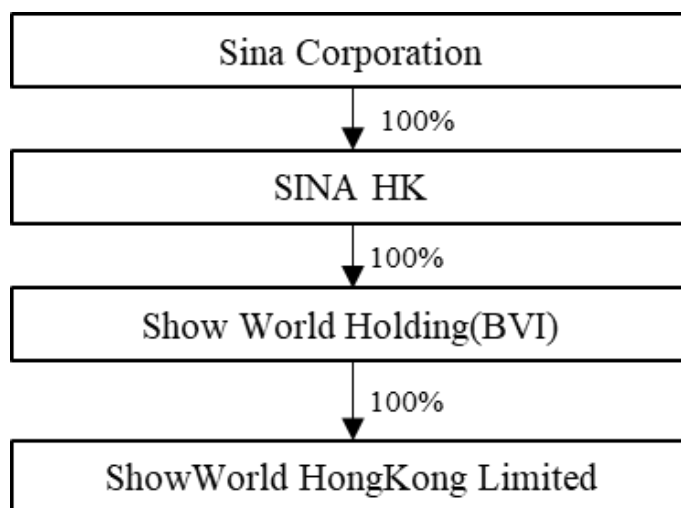 Sina Corporation
100%
SINA HK
100%
Show World Holding(BVI)
100%
ShowWorld HongKong Limited